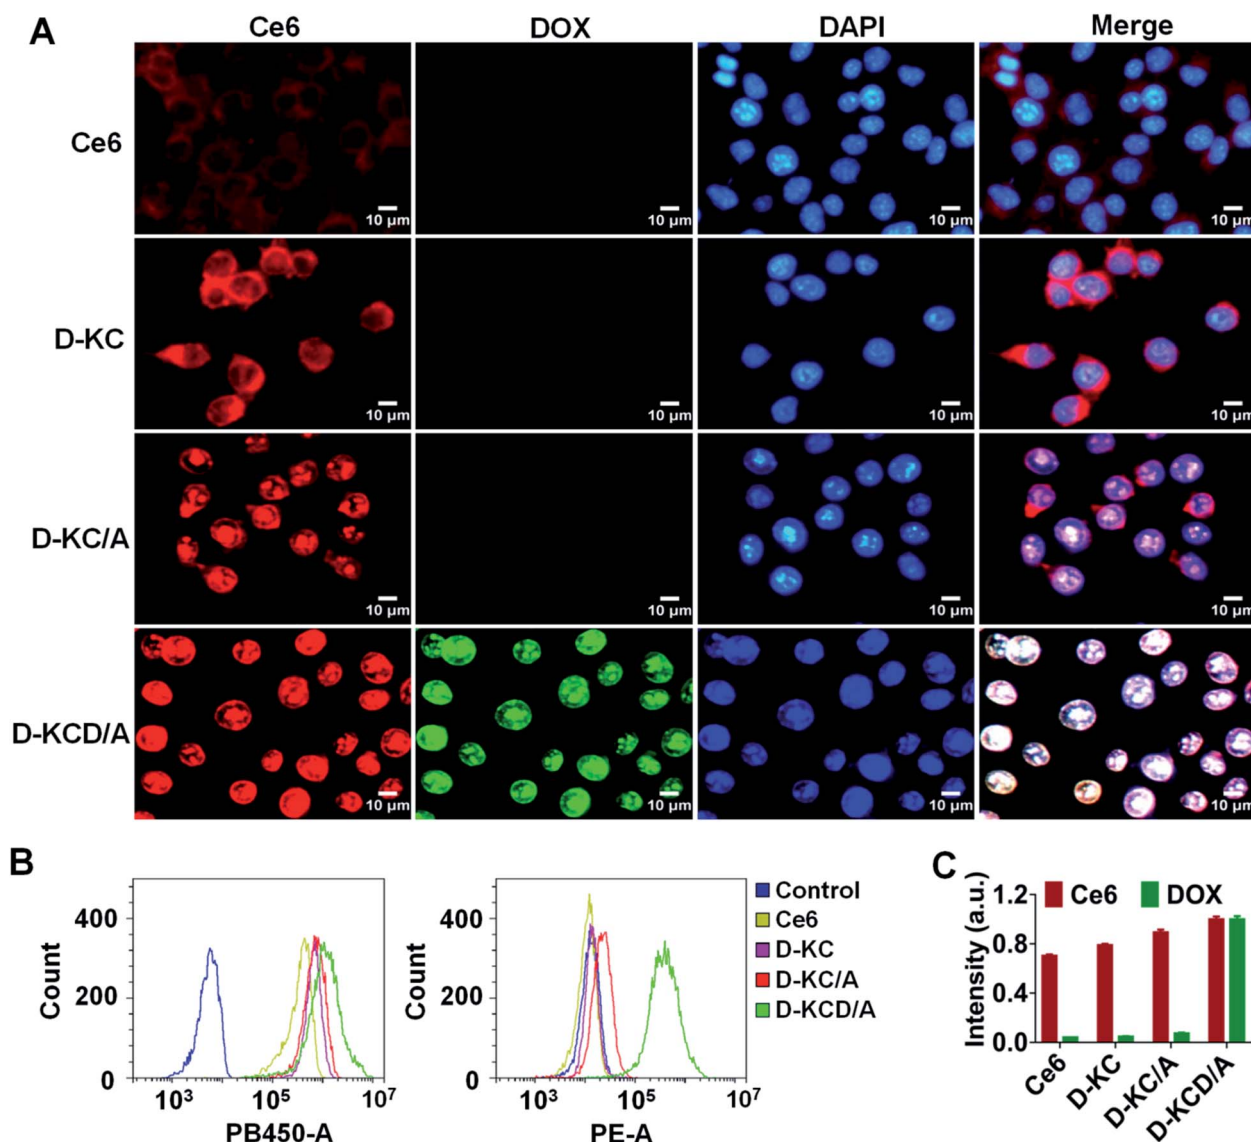 A
Ce6 DOX DAPI Merge
Ce6
10 µm 10 µm 10 µm 10 µm
D-KC
10 µm 10 µm 10 µm 10 µm
D-KC/A
10 µm 10 µm 10 µm 10 µm
D-KCD/A
10 µm 10 µm 10 µm 10 µm
B
Count
400
200
0
10³ 10⁵ 10⁷
PB450-A
Count
400
200
0
10³ 10⁵ 10⁷
PE-A
Control
Ce6
D-KC
D-KC/A
D-KCD/A
C
Ce6 DOX
Intensity (a.u.)
1.2
0.8
0.4
0.0
Ce6 D-KC D-KC/A D-KCD/A